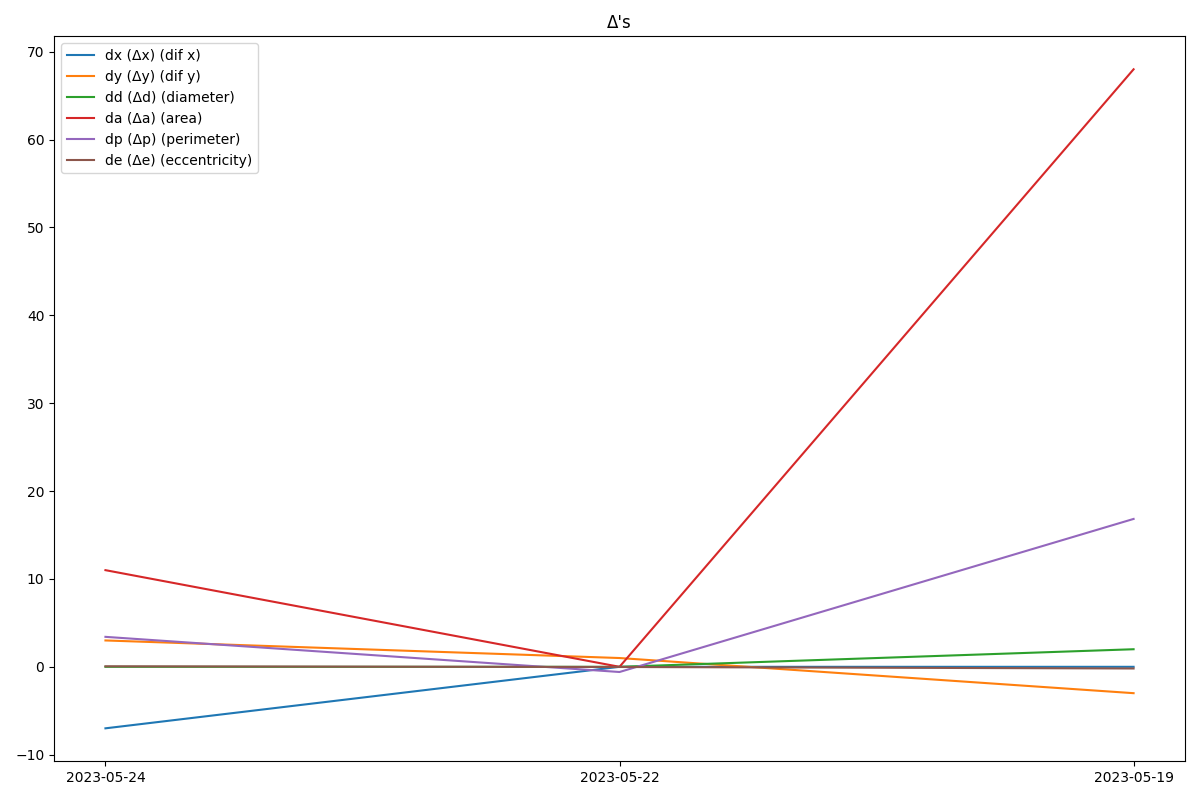 Δ's
dx (Δx) (dif x)
dy (Δy) (dif y)
dd (Δd) (diameter)
da (Δa) (area)
dp (Δp) (perimeter)
de (Δe) (eccentricity)
70
60
50
40
30
20
10
0
−10
2023-05-24 2023-05-22 2023-05-19